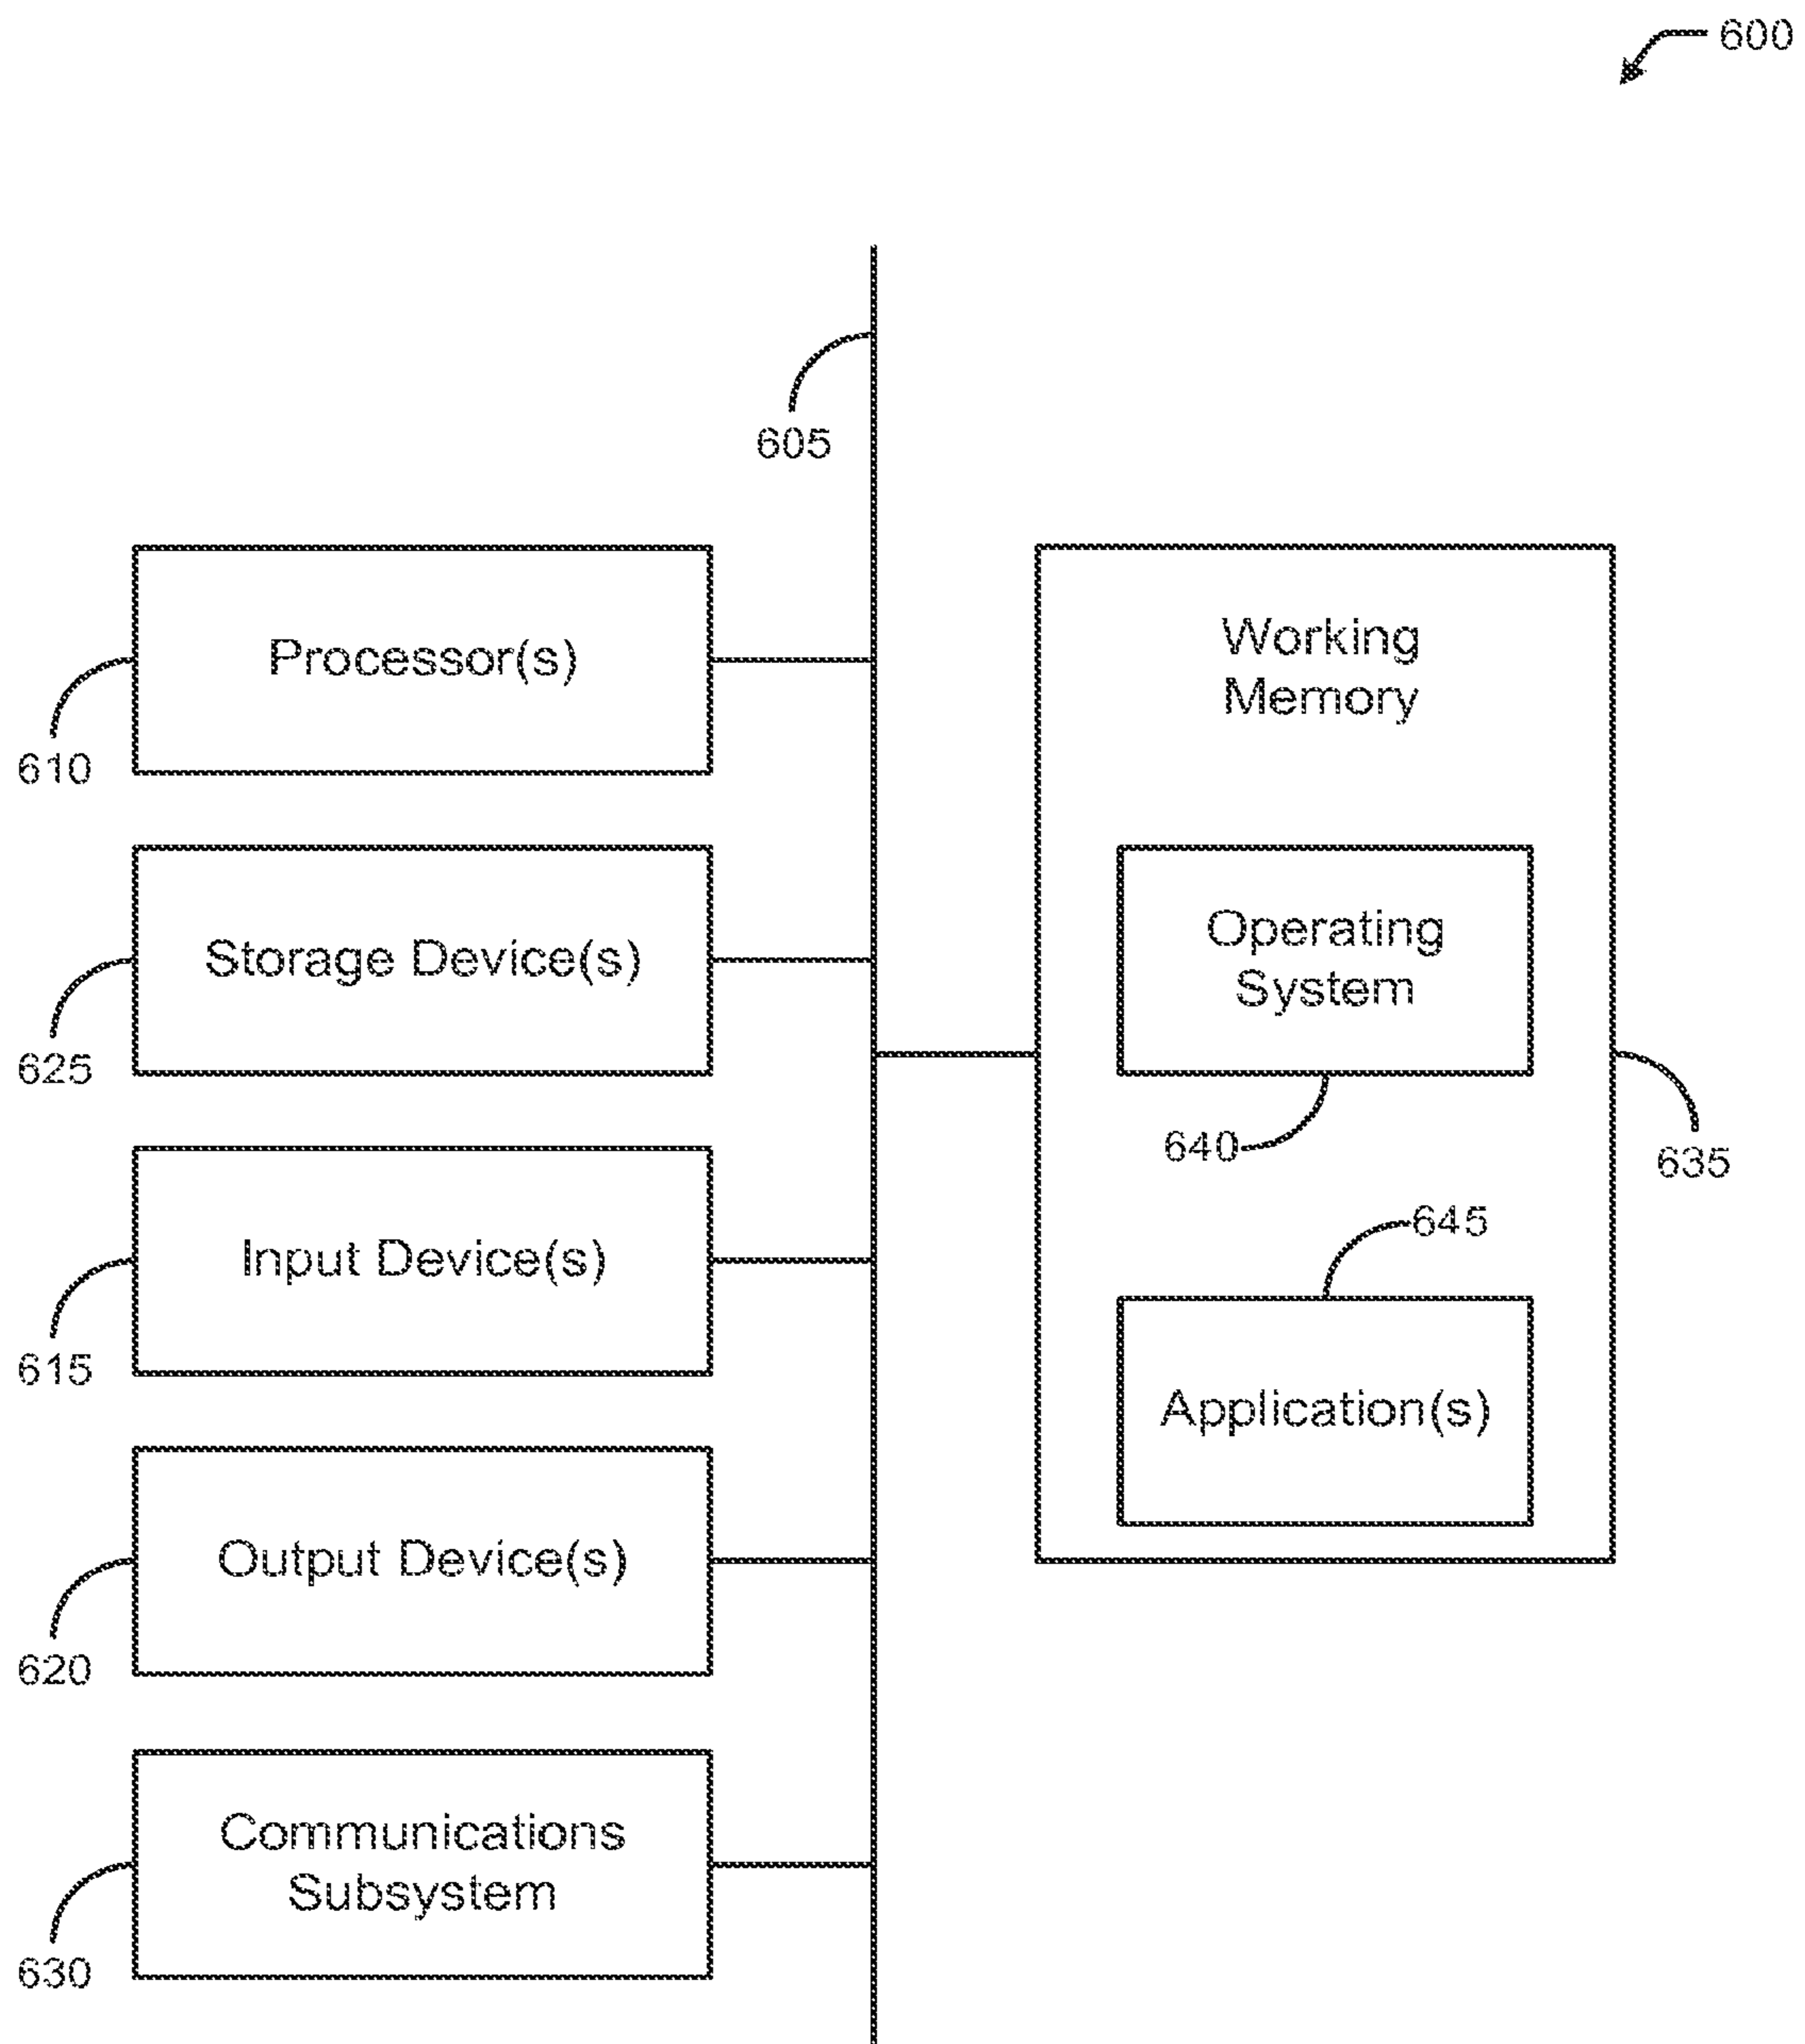 600
605
Processor(s)
610
Storage Device(s)
625
Input Device(s)
615
Output Device(s)
620
Communications
Subsystem
630
Working
Memory
Operating
System
640
635
645
Application(s)